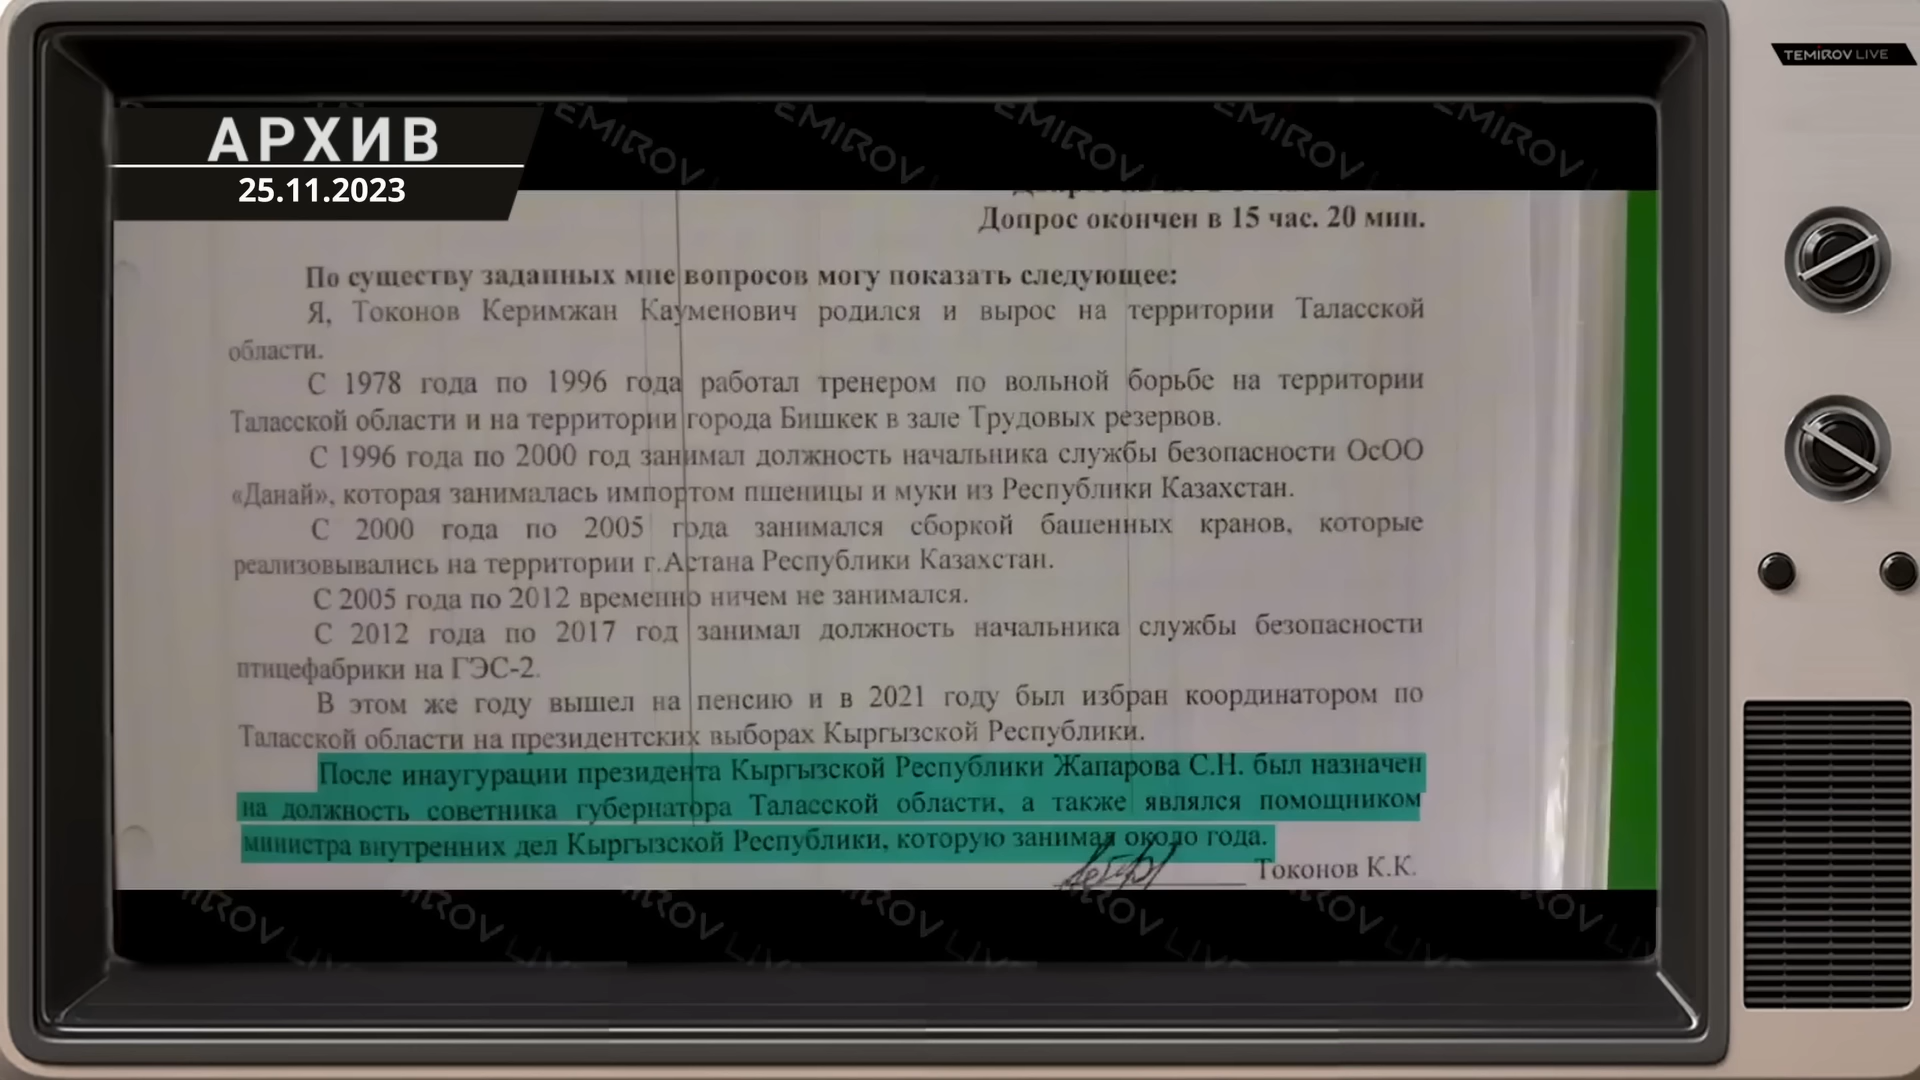 TEMIROV LIVE
АРХИВ
25.11.2023
Допрос окончен в 15 час. 20 мин.
По существу заданных мне вопросов могу показать следующее:
Я, Токонов Керимжан Кауменович родился и вырос на территории Таласской
области.
С 1978 года по 1996 года работал тренером по вольной борьбе на территории
Таласской области и на территории города Бишкек в зале Трудовых резервов.
С 1996 года по 2000 год занимал должность начальника службы безопасности ОсОО
«Данай», которая занималась импортом пшеницы и муки из Республики Казахстан.
С 2000 года по 2005 года занимался сборкой башенных кранов, которые
реализовывались на территории г.Астана Республики Казахстан.
С 2005 года по 2012 временно ничем не занимался.
С 2012 года по 2017 год занимал должность начальника службы безопасности
птицефабрики на ГЭС-2.
В этом же году вышел на пенсию и в 2021 году был избран координатором по
Таласской области на президентских выборах Кыргызской Республики.
После инаугурации президента Кыргызской Республики Жапарова С.Н. был назначен
на должность советника губернатора Таласской области, а также являлся помощником
министра внутренних дел Кыргызской Республики, которую занимал около года.
Токонов К.К.